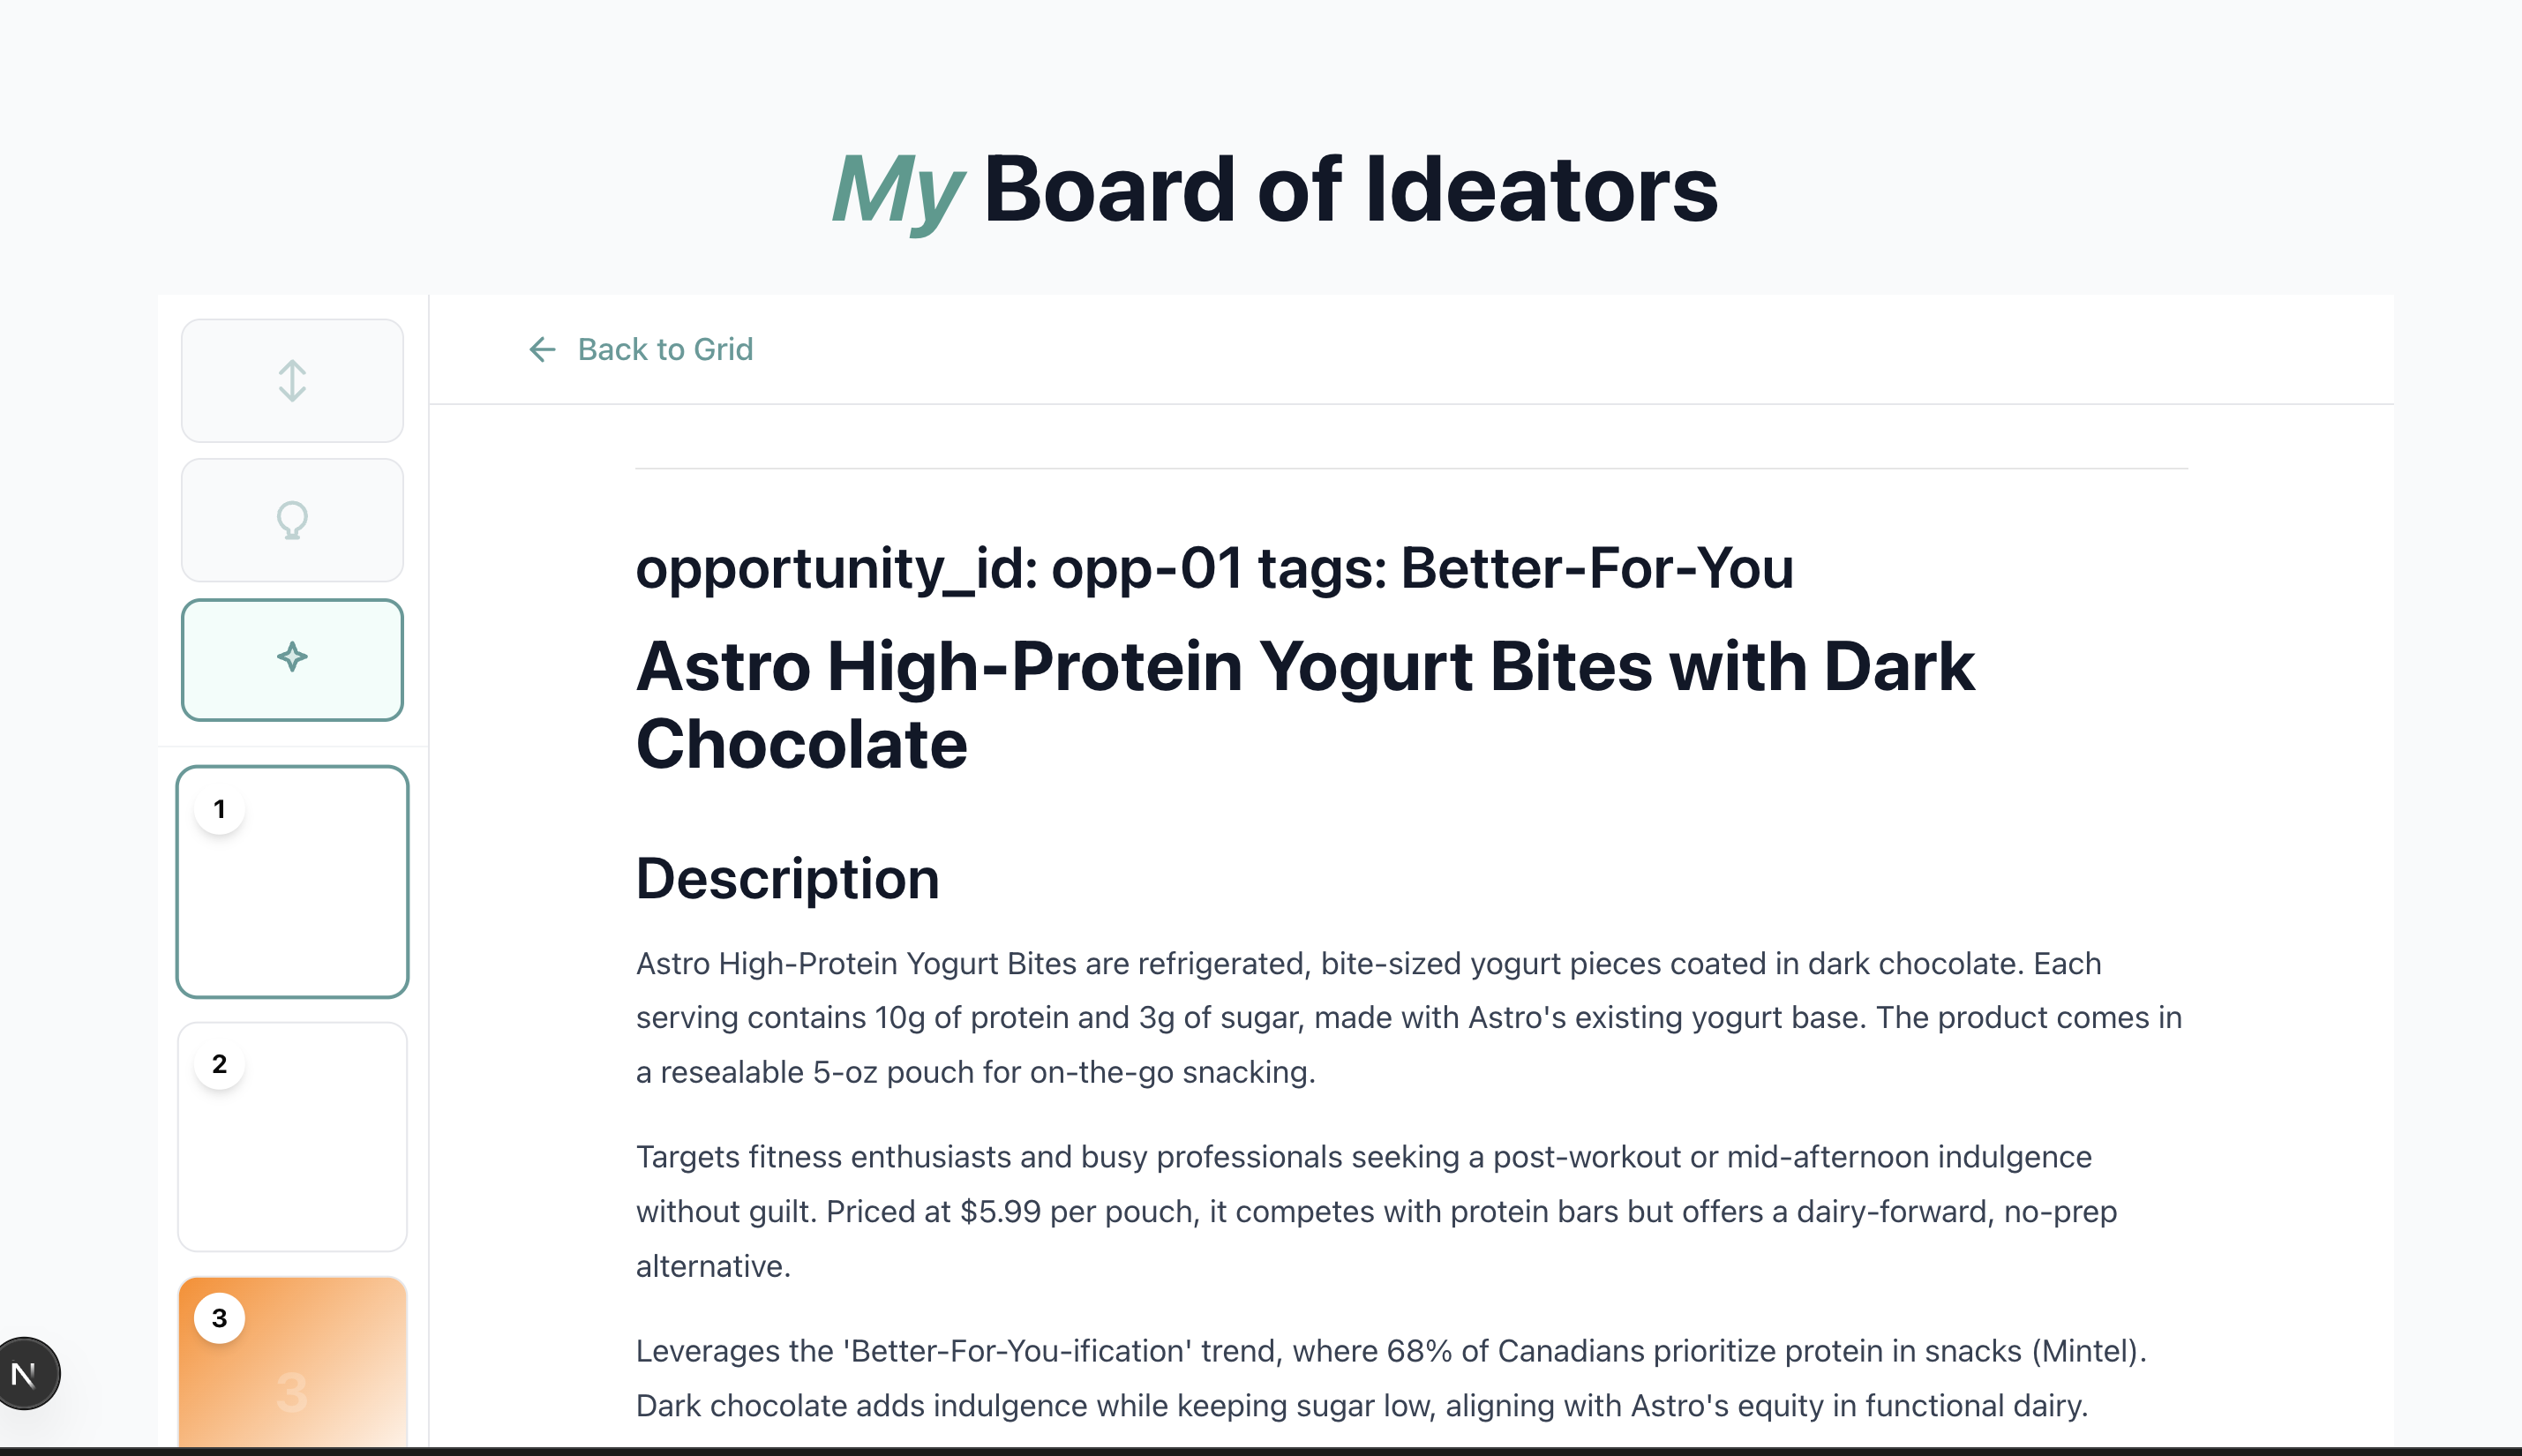 My Board of Ideators
Back to Grid
opportunity_id: opp-01 tags: Better-For-You
Astro High-Protein Yogurt Bites with Dark
Chocolate
Description
Astro High-Protein Yogurt Bites are refrigerated, bite-sized yogurt pieces coated in dark chocolate. Each
serving contains 10g of protein and 3g of sugar, made with Astro's existing yogurt base. The product comes in
a resealable 5-oz pouch for on-the-go snacking.
Targets fitness enthusiasts and busy professionals seeking a post-workout or mid-afternoon indulgence
without guilt. Priced at $5.99 per pouch, it competes with protein bars but offers a dairy-forward, no-prep
alternative.
Leverages the 'Better-For-You-ification' trend, where 68% of Canadians prioritize protein in snacks (Mintel).
Dark chocolate adds indulgence while keeping sugar low, aligning with Astro's equity in functional dairy.
1
2
3
3
N